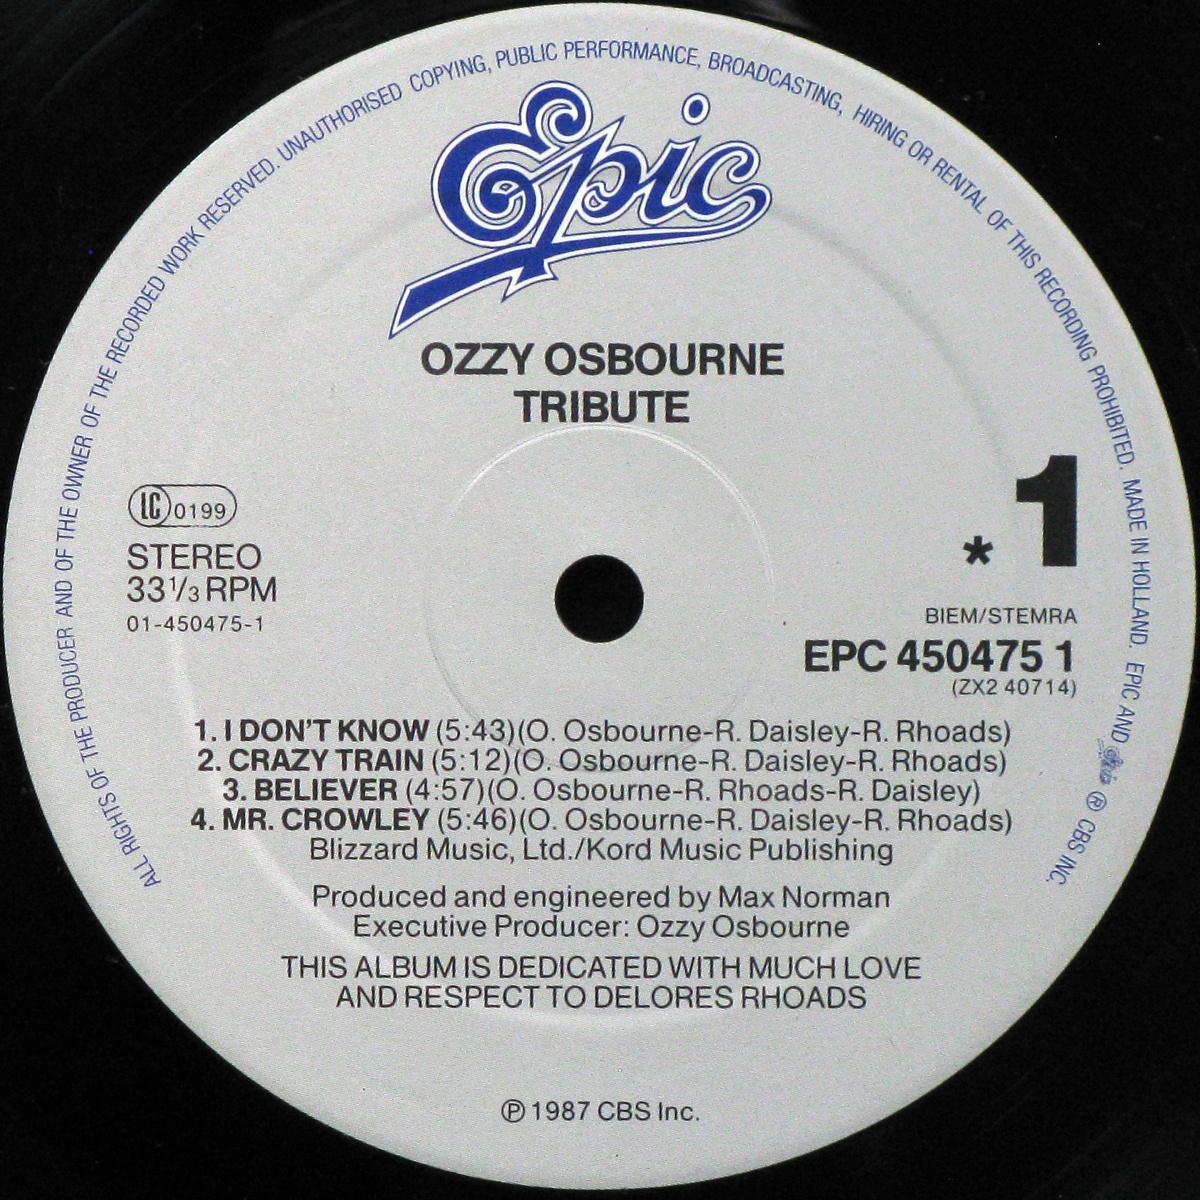 ALL RIGHTS OF THE PRODUCER AND OF THE OWNER OF THE RECORDED WORK RESERVED. UNAUTHORISED COPYING, PUBLIC PERFORMANCE, BROADCASTING, HIRING OR RENTAL OF THIS RECORDING PROHIBITED. MADE IN HOLLAND. EPIC AND Epic ® CBS INC.
Epic
OZZY OSBOURNE
TRIBUTE
LC 0199
STEREO
33 1/3 RPM
01-450475-1
* 1
BIEM/STEMRA
EPC 450475 1
(ZX2 40714)
1. I DON'T KNOW (5:43)(O. Osbourne-R. Daisley-R. Rhoads)
2. CRAZY TRAIN (5:12)(O. Osbourne-R. Daisley-R. Rhoads)
3. BELIEVER (4:57)(O. Osbourne-R. Rhoads-R. Daisley)
4. MR. CROWLEY (5:46)(O. Osbourne-R. Daisley-R. Rhoads)
Blizzard Music, Ltd./Kord Music Publishing
Produced and engineered by Max Norman
Executive Producer: Ozzy Osbourne
THIS ALBUM IS DEDICATED WITH MUCH LOVE
AND RESPECT TO DELORES RHOADS
℗ 1987 CBS Inc.